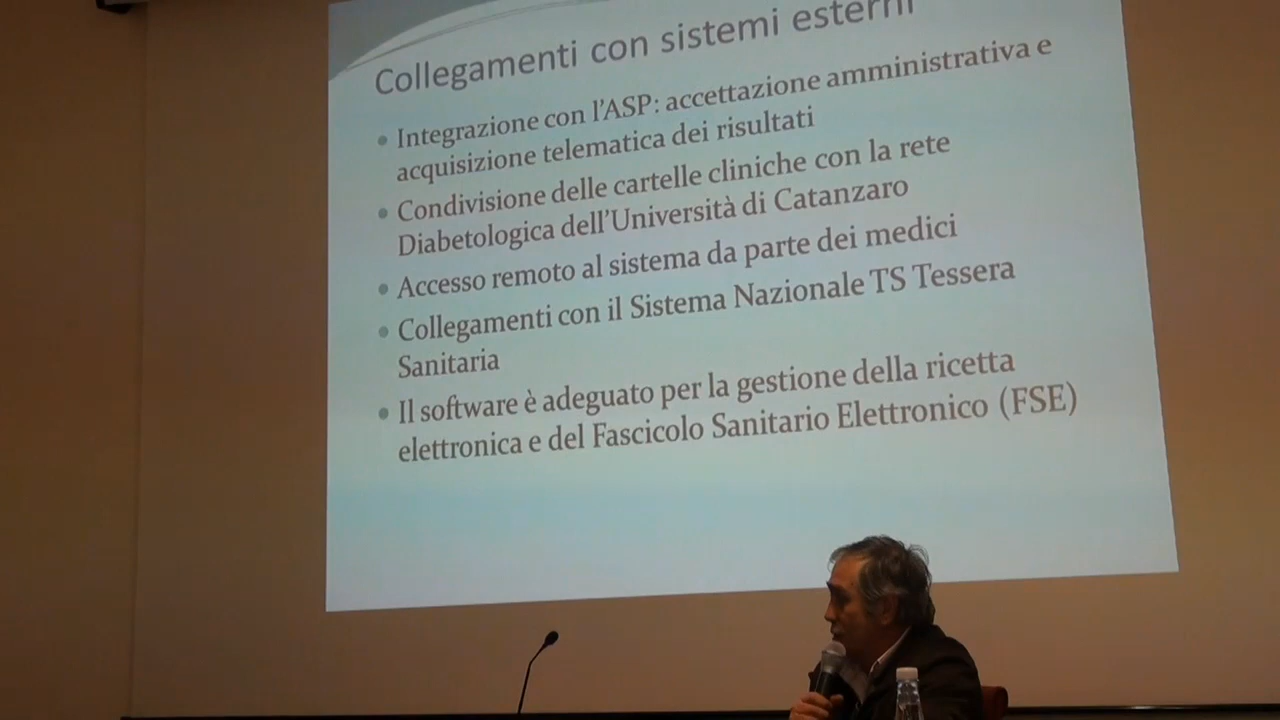 Collegamenti con sistemi esterni
• Integrazione con l'ASP: accettazione amministrativa e
acquisizione telematica dei risultati
• Condivisione delle cartelle cliniche con la rete
Diabetologica dell'Università di Catanzaro
• Accesso remoto al sistema da parte dei medici
• Collegamenti con il Sistema Nazionale TS Tessera
Sanitaria
• Il software è adeguato per la gestione della ricetta
elettronica e del Fascicolo Sanitario Elettronico (FSE)